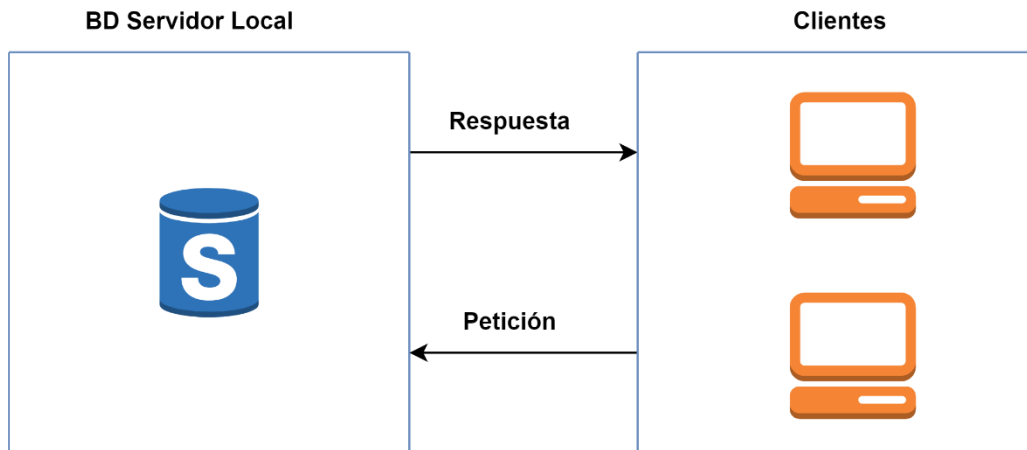 BD Servidor Local
Clientes
Respuesta
S
Petición